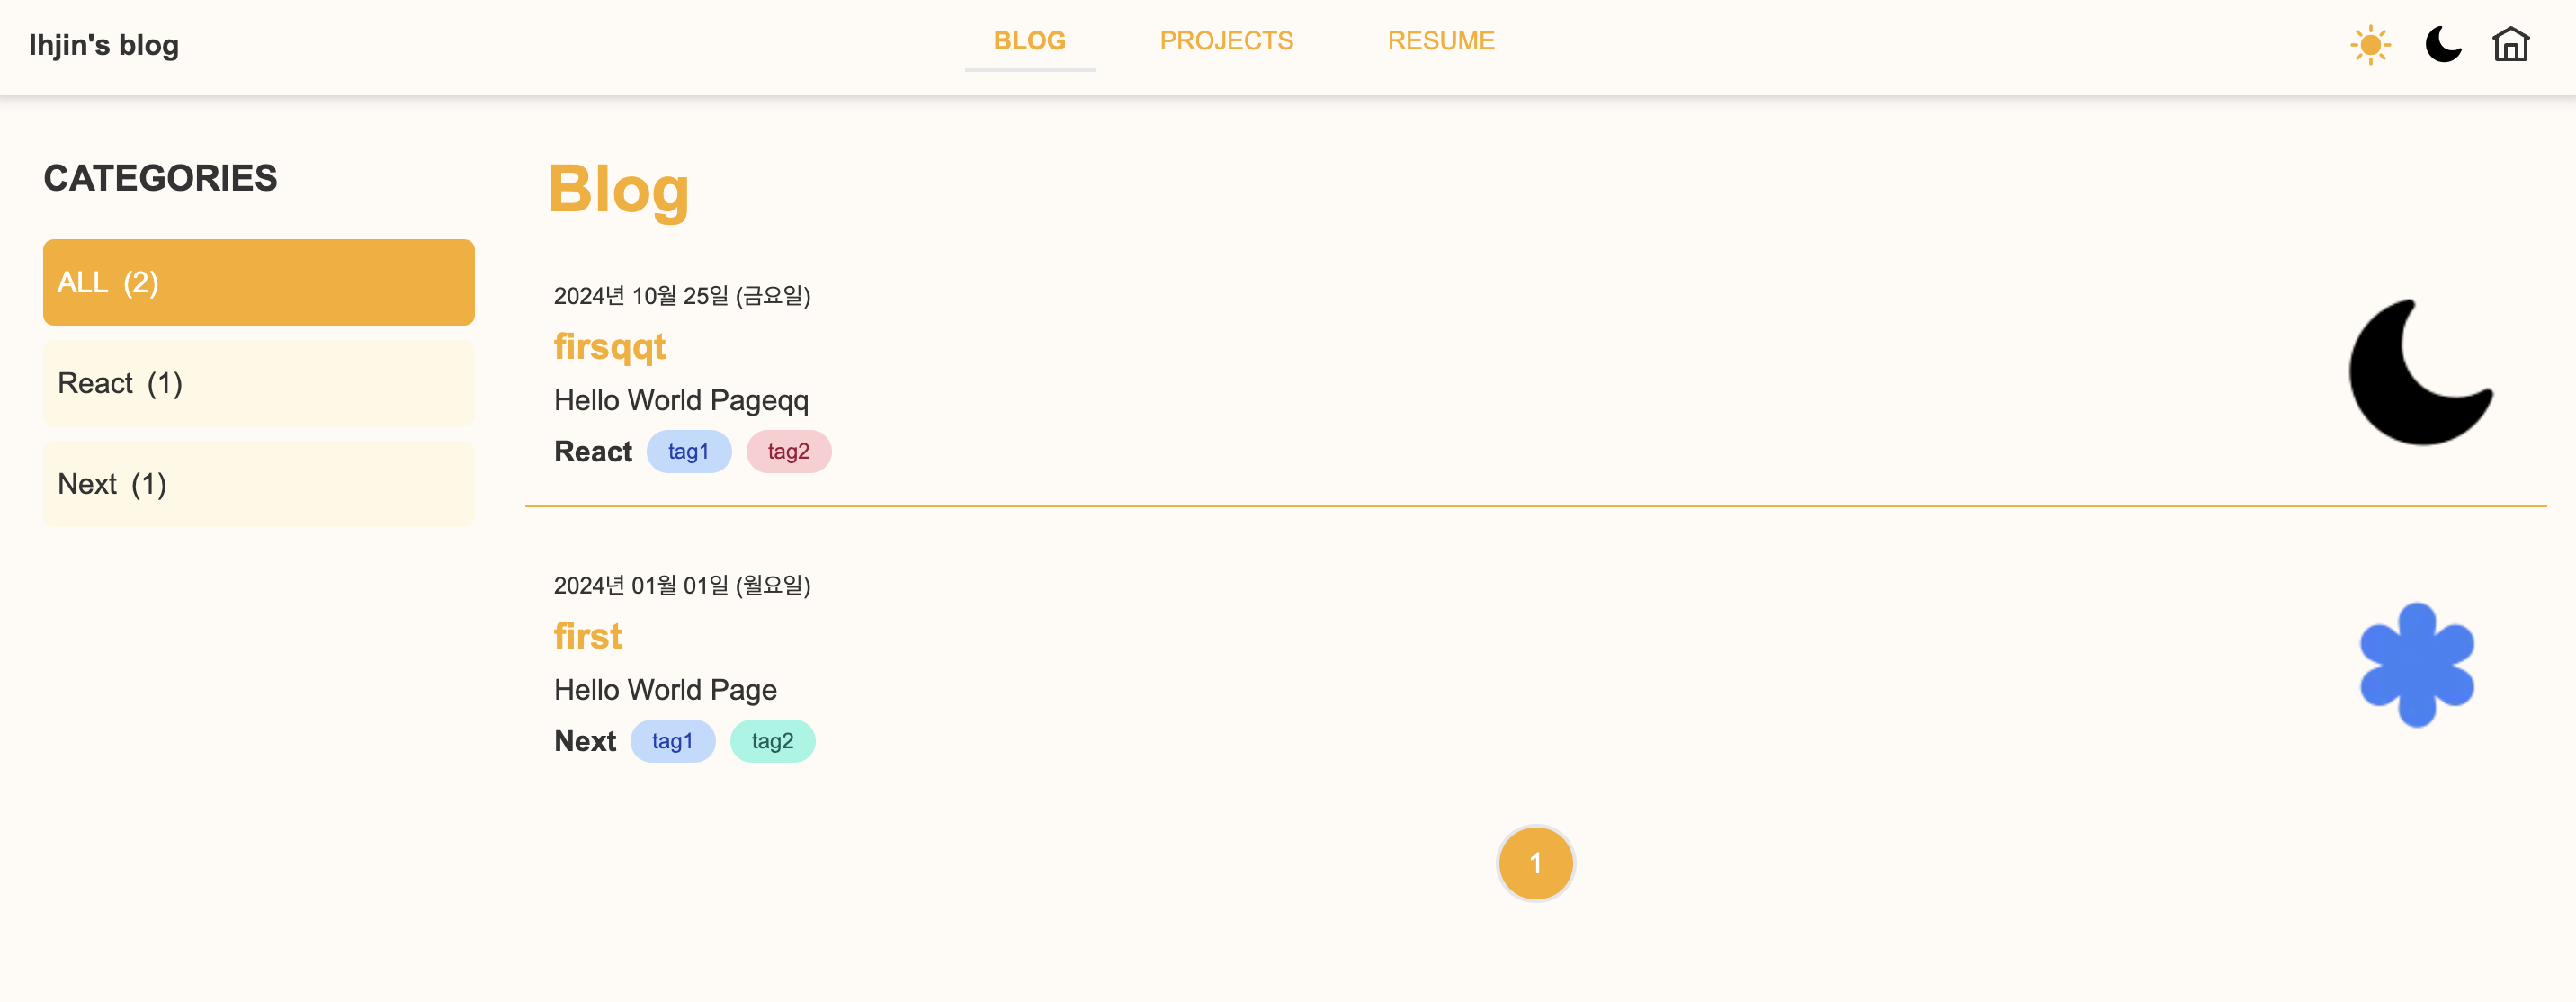 lhjin's blog
BLOG PROJECTS RESUME
CATEGORIES
ALL (2)
React (1)
Next (1)
Blog
2024년 10월 25일 (금요일)
firsqqt
Hello World Pageqq
React tag1 tag2
2024년 01월 01일 (월요일)
first
Hello World Page
Next tag1 tag2
1